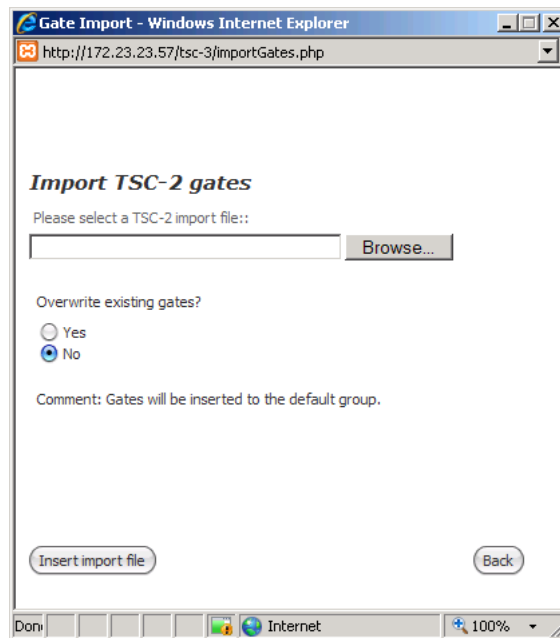 Gate Import - Windows Internet Explorer
http://172.23.23.57/tsc-3/importGates.php
Import TSC-2 gates
Please select a TSC-2 import file::
Browse...
Overwrite existing gates?
Yes
No
Comment: Gates will be inserted to the default group.
Insert import file
Back
Don
Internet
100%